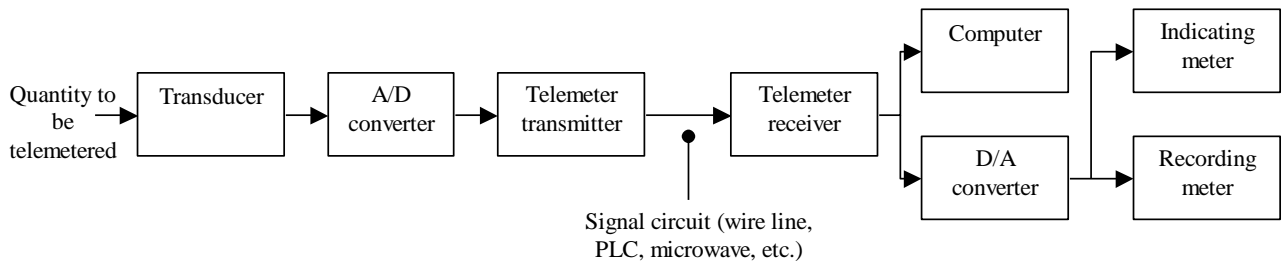 Quantity to
be
telemetered
Transducer
A/D
converter
Telemeter
transmitter
Signal circuit (wire line,
PLC, microwave, etc.)
Telemeter
receiver
Computer
D/A
converter
Indicating
meter
Recording
meter